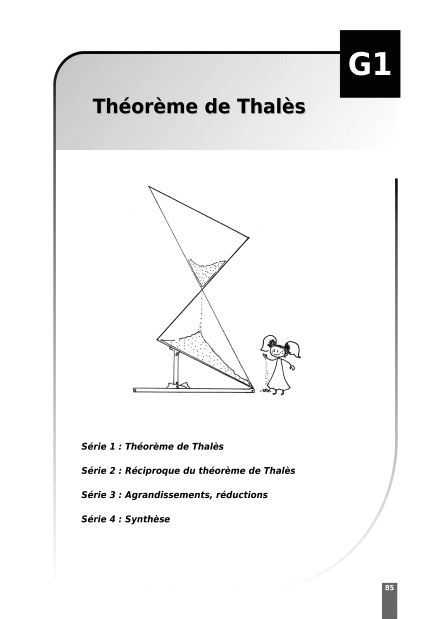 G1
Théorème de Thalès
Série 1 : Théorème de Thalès
Série 2 : Réciproque du théorème de Thalès
Série 3 : Agrandissements, réductions
Série 4 : Synthèse
85